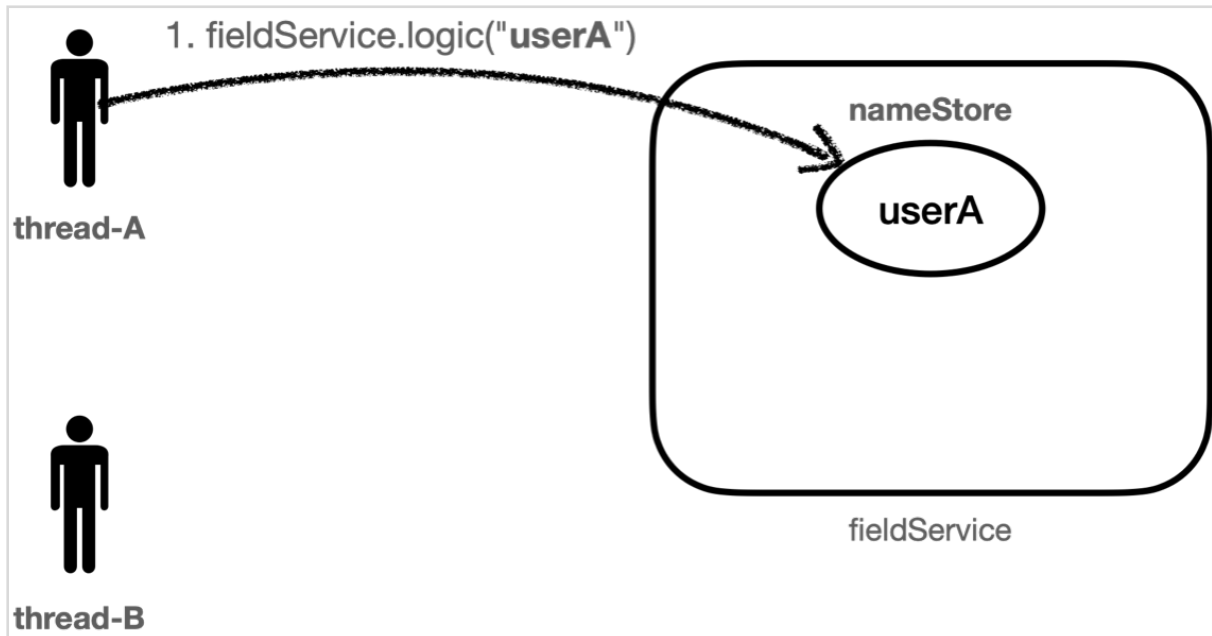 1. fieldService.logic("userA")
nameStore
userA
thread-A
fieldService
thread-B